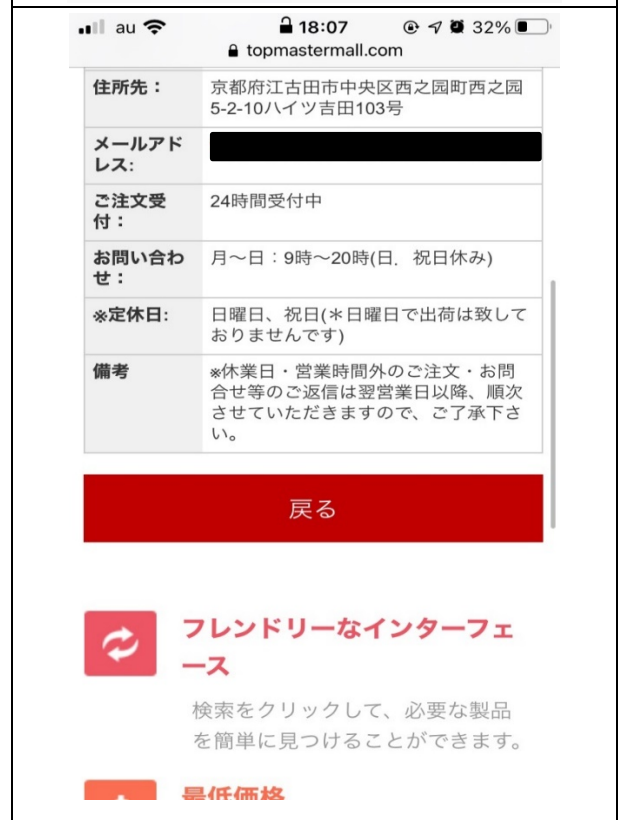 au 18:07 32%
topmastermall.com
住所先： 京都府江古田市中央区西之园町西之园
5-2-10ハイツ吉田103号
メールアド
レス:
ご注文受 24時間受付中
付：
お問い合わ 月～日：9時～20時(日．祝日休み)
せ：
※定休日: 日曜日、祝日(＊日曜日で出荷は致して
おりませんです)
備考 ※休業日・営業時間外のご注文・お問
合せ等のご返信は翌営業日以降、順次
させていただきますので、ご了承下さ
い。
戻る
フレンドリーなインターフェ
ース
検索をクリックして、必要な製品
を簡単に見つけることができます。
最低価格